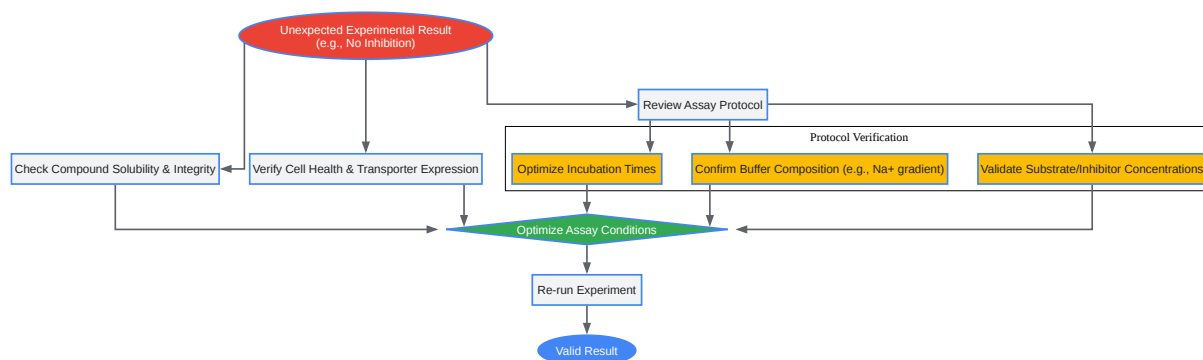 Unexpected Experimental Result
(e.g., No Inhibition)
Review Assay Protocol
Protocol Verification
Check Compound Solubility & Integrity
Verify Cell Health & Transporter Expression
Optimize Incubation Times
Confirm Buffer Composition (e.g., Na+ gradient)
Validate Substrate/Inhibitor Concentrations
Optimize Assay Conditions
Re-run Experiment
Valid Result